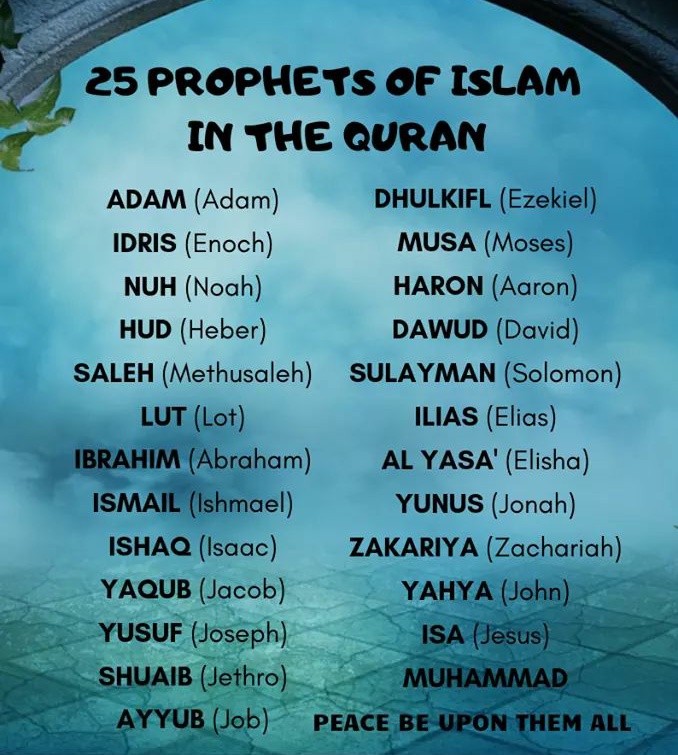 25 PROPHETS OF ISLAM
IN THE QURAN
ADAM (Adam)
IDRIS (Enoch)
NUH (Noah)
HUD (Heber)
SALEH (Methusaleh)
LUT (Lot)
IBRAHIM (Abraham)
ISMAIL (Ishmael)
ISHAQ (Isaac)
YAQUB (Jacob)
YUSUF (Joseph)
SHUAIB (Jethro)
AYYUB (Job)
DHULKIFL (Ezekiel)
MUSA (Moses)
HARON (Aaron)
DAWUD (David)
SULAYMAN (Solomon)
ILIAS (Elias)
AL YASA' (Elisha)
YUNUS (Jonah)
ZAKARIYA (Zachariah)
YAHYA (John)
ISA (Jesus)
MUHAMMAD
PEACE BE UPON THEM ALL